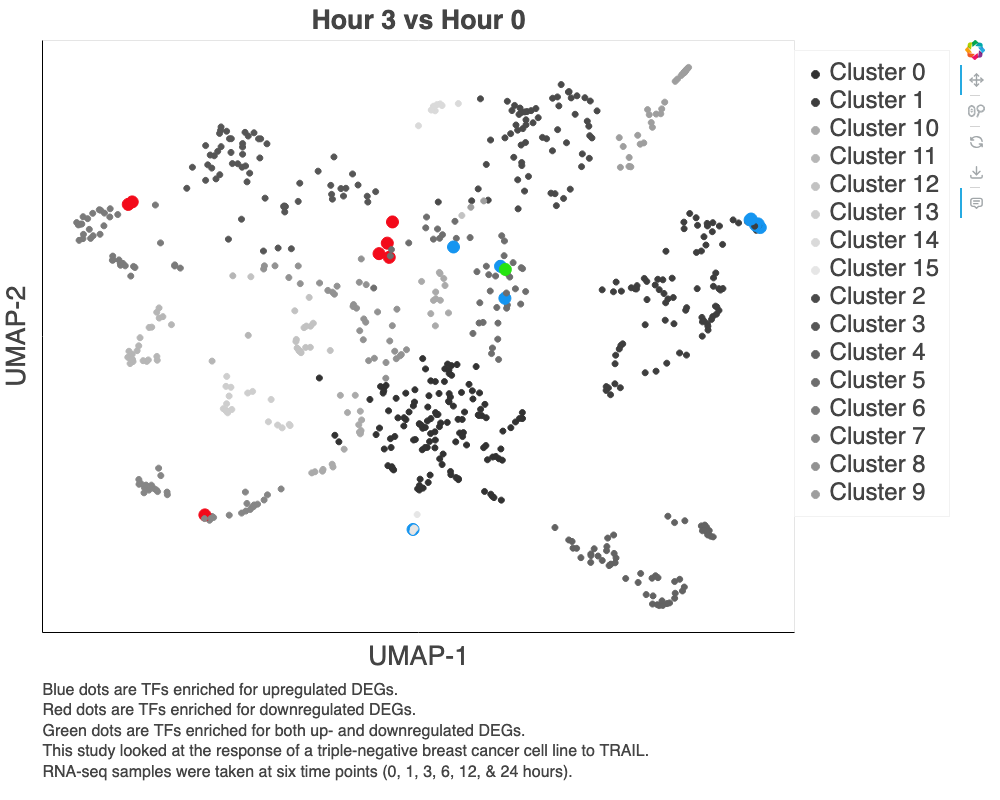 Hour 3 vs Hour 0
UMAP-2
UMAP-1
Cluster 0
Cluster 1
Cluster 10
Cluster 11
Cluster 12
Cluster 13
Cluster 14
Cluster 15
Cluster 2
Cluster 3
Cluster 4
Cluster 5
Cluster 6
Cluster 7
Cluster 8
Cluster 9
Blue dots are TFs enriched for upregulated DEGs.
Red dots are TFs enriched for downregulated DEGs.
Green dots are TFs enriched for both up- and downregulated DEGs.
This study looked at the response of a triple-negative breast cancer cell line to TRAIL.
RNA-seq samples were taken at six time points (0, 1, 3, 6, 12, & 24 hours).